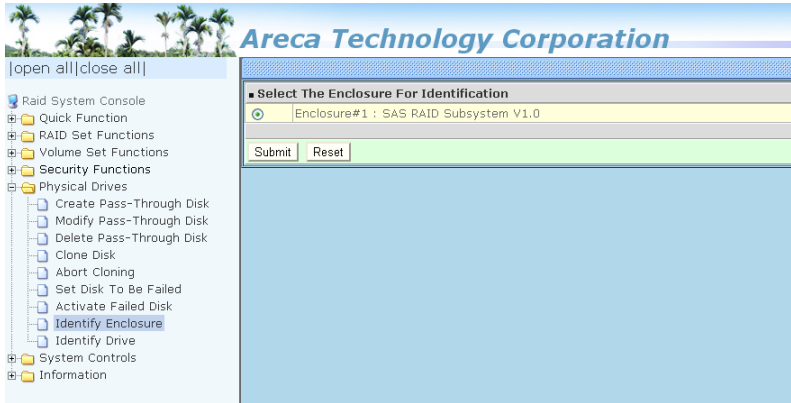 Areca Technology Corporation
|open all|close all|
Raid System Console
Quick Function
RAID Set Functions
Volume Set Functions
Security Functions
Physical Drives
Create Pass-Through Disk
Modify Pass-Through Disk
Delete Pass-Through Disk
Clone Disk
Abort Cloning
Set Disk To Be Failed
Activate Failed Disk
Identify Enclosure
Identify Drive
System Controls
Information
Select The Enclosure For Identification
Enclosure#1 : SAS RAID Subsystem V1.0
Submit Reset